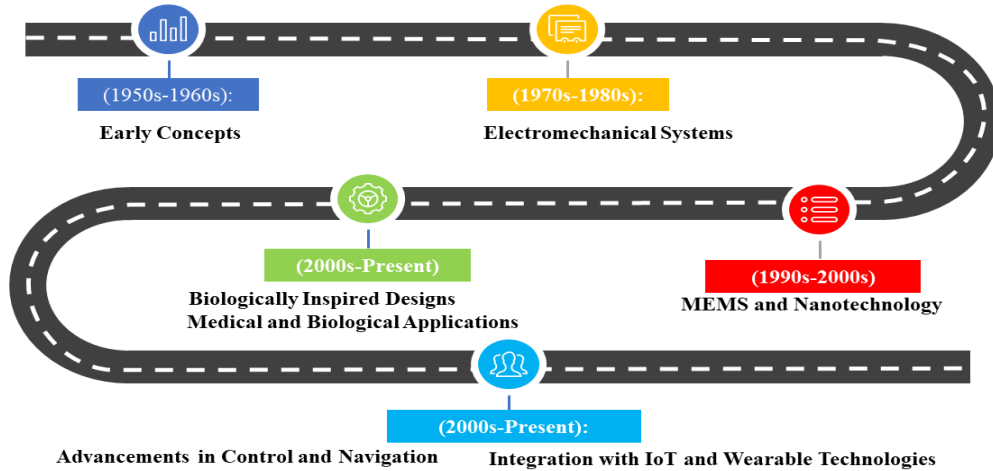 (1950s-1960s):
Early Concepts
(1970s-1980s):
Electromechanical Systems
(1990s-2000s)
MEMS and Nanotechnology
(2000s-Present)
Biologically Inspired Designs
Medical and Biological Applications
(2000s-Present):
Advancements in Control and Navigation
Integration with IoT and Wearable Technologies